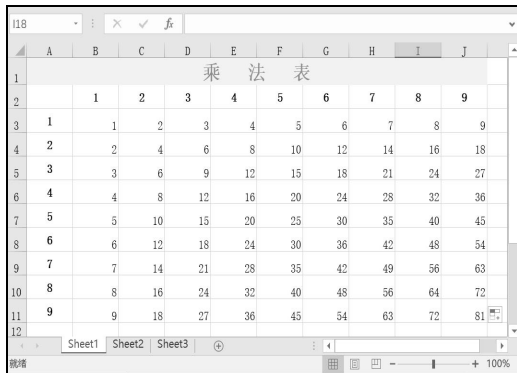 I18 fx
A B C D E F G H I J
1 乘 法 表
2 1 2 3 4 5 6 7 8 9
3 1 1 2 3 4 5 6 7 8 9
4 2 2 4 6 8 10 12 14 16 18
5 3 3 6 9 12 15 18 21 24 27
6 4 4 8 12 16 20 24 28 32 36
7 5 5 10 15 20 25 30 35 40 45
8 6 6 12 18 24 30 36 42 48 54
9 7 7 14 21 28 35 42 49 56 63
10 8 8 16 24 32 40 48 56 64 72
11 9 9 18 27 36 45 54 63 72 81
12
Sheet1 Sheet2 Sheet3
就绪 100%